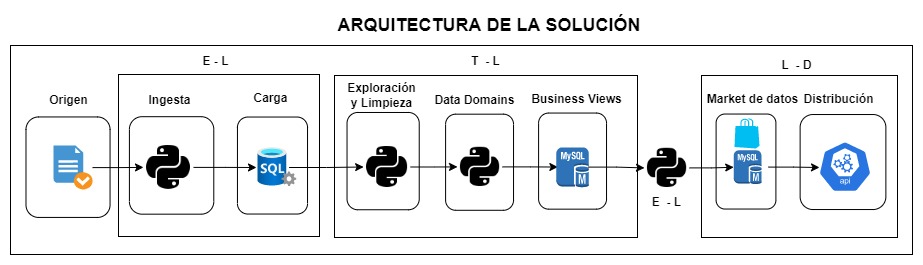 ARQUITECTURA DE LA SOLUCIÓN
E - L
T - L
L - D
Origen
Ingesta
Carga
Exploración
y Limpieza
Data Domains
Business Views
Market de datos
Distribución
SQL
MySQL
M
MySQL
M
api
E - L